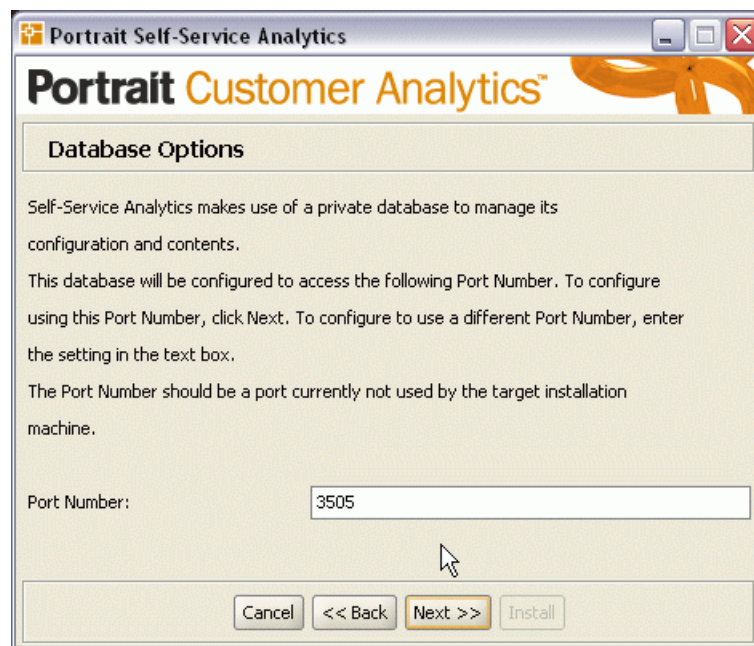 Portrait Self-Service Analytics
Portrait Customer Analytics™
Database Options
Self-Service Analytics makes use of a private database to manage its
configuration and contents.
This database will be configured to access the following Port Number. To configure
using this Port Number, click Next. To configure to use a different Port Number, enter
the setting in the text box.
The Port Number should be a port currently not used by the target installation
machine.
Port Number: 3505
Cancel << Back Next >> Install